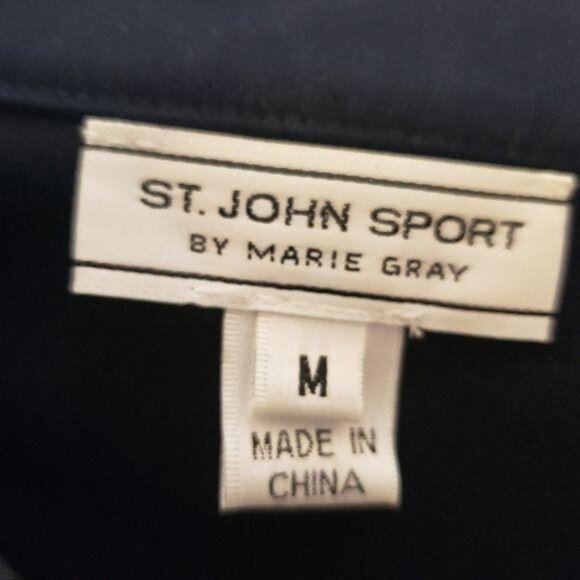 ST. JOHN SPORT
BY MARIE GRAY
M
MADE IN
CHINA